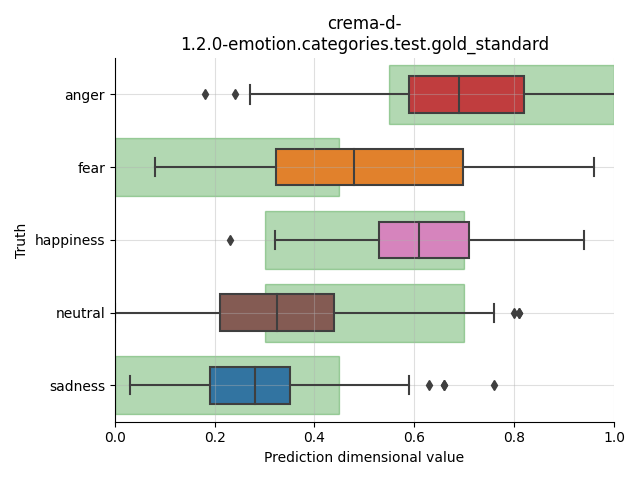 crema-d-
1.2.0-emotion.categories.test.gold_standard
Truth
anger
fear
happiness
neutral
sadness
0.0 0.2 0.4 0.6 0.8 1.0
Prediction dimensional value